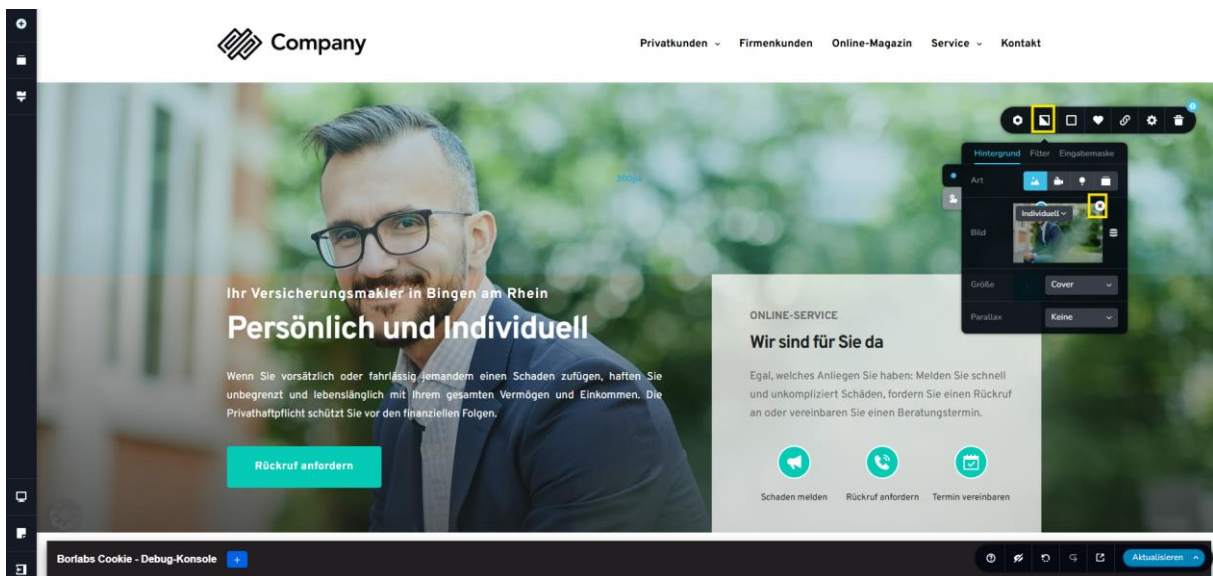 Company
Privatkunden
Firmenkunden
Online-Magazin
Service
Kontakt
Hintergrund
Filter
Eingabemaske
Art
300px
Individuell
Bild
Größe
Cover
Parallax
Keine
Ihr Versicherungsmakler in Bingen am Rhein
Persönlich und Individuell
Wenn Sie vorsätzlich oder fahrlässig jemandem einen Schaden zufügen, haften Sie
unbegrenzt und lebenslänglich mit Ihrem gesamten Vermögen und Einkommen. Die
Privathaftpflicht schützt Sie vor den finanziellen Folgen.
Rückruf anfordern
ONLINE-SERVICE
Wir sind für Sie da
Egal, welches Anliegen Sie haben: Melden Sie schnell
und unkompliziert Schäden, fordern Sie einen Rückruf
an oder vereinbaren Sie einen Beratungstermin.
Schaden melden
Rückruf anfordern
Termin vereinbaren
Borlabs Cookie - Debug-Konsole
+
Aktualisieren